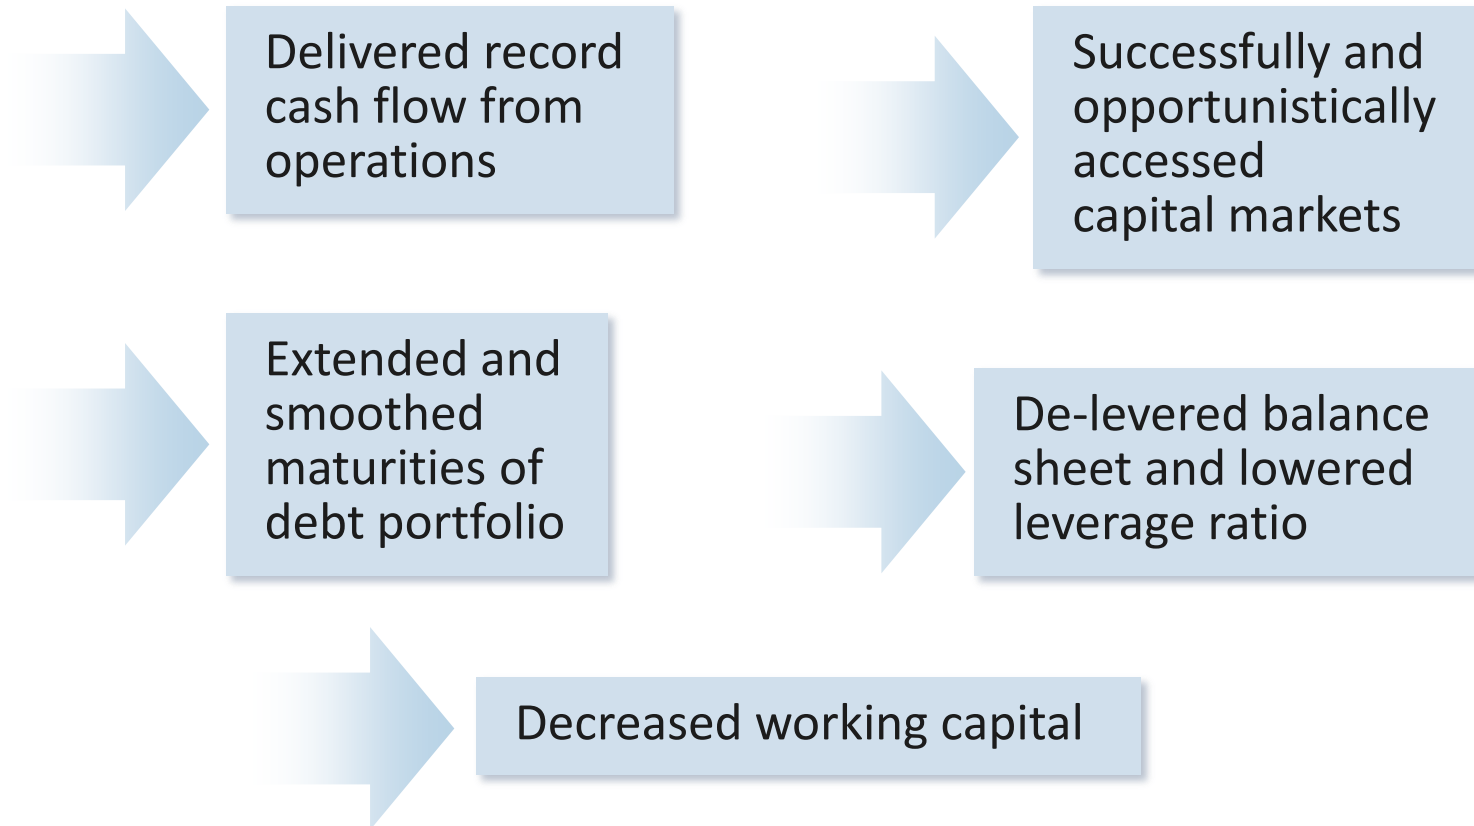 Delivered record
cash flow from
operations
Successfully and
opportunistically
accessed
capital markets
Extended and
smoothed
maturities of
debt portfolio
De-levered balance
sheet and lowered
leverage ratio
Decreased working capital